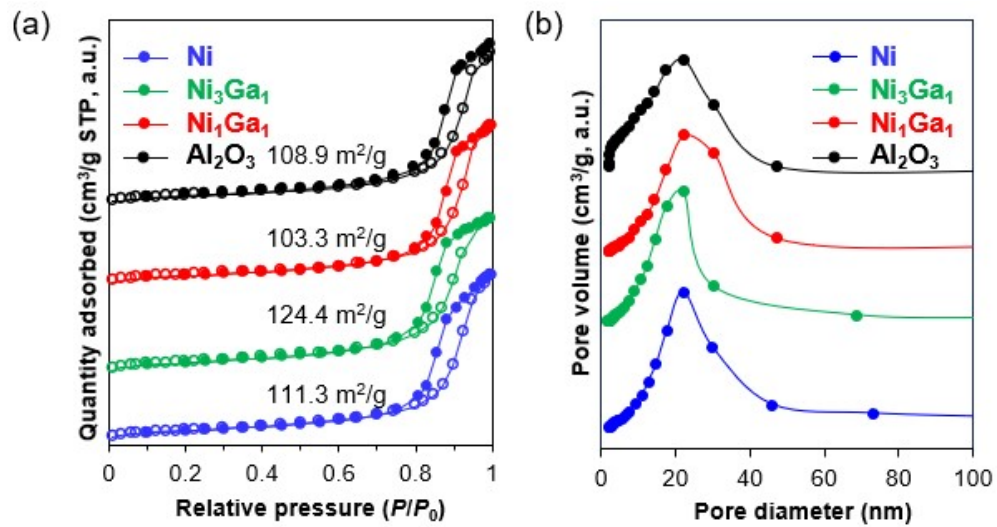 (a)
Quantity adsorbed (cm³/g STP, a.u.)
Ni
Ni₃Ga₁
Ni₁Ga₁
Al₂O₃
108.9 m²/g
103.3 m²/g
124.4 m²/g
111.3 m²/g
0 0.2 0.4 0.6 0.8 1
Relative pressure (P/P₀)
(b)
Pore volume (cm³/g, a.u.)
Ni
Ni₃Ga₁
Ni₁Ga₁
Al₂O₃
0 20 40 60 80 100
Pore diameter (nm)